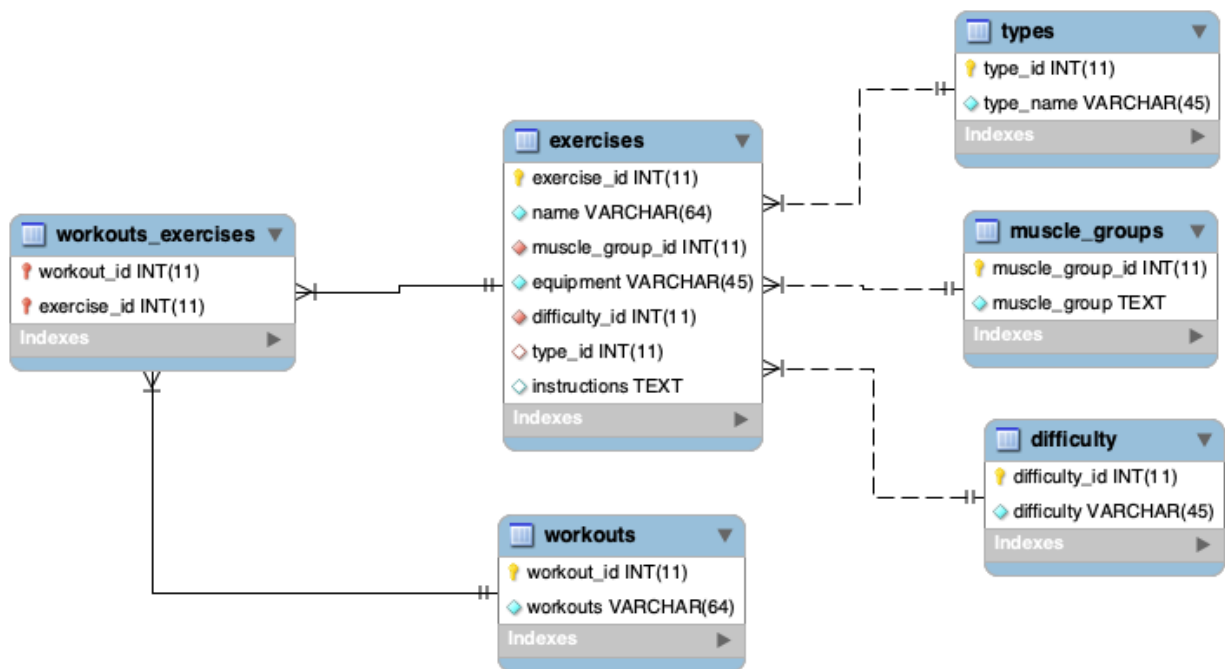 types
type_id INT(11)
type_name VARCHAR(45)
Indexes
exercises
exercise_id INT(11)
name VARCHAR(64)
muscle_group_id INT(11)
equipment VARCHAR(45)
difficulty_id INT(11)
type_id INT(11)
instructions TEXT
Indexes
workouts_exercises
workout_id INT(11)
exercise_id INT(11)
Indexes
muscle_groups
muscle_group_id INT(11)
muscle_group TEXT
Indexes
difficulty
difficulty_id INT(11)
difficulty VARCHAR(45)
Indexes
workouts
workout_id INT(11)
workouts VARCHAR(64)
Indexes